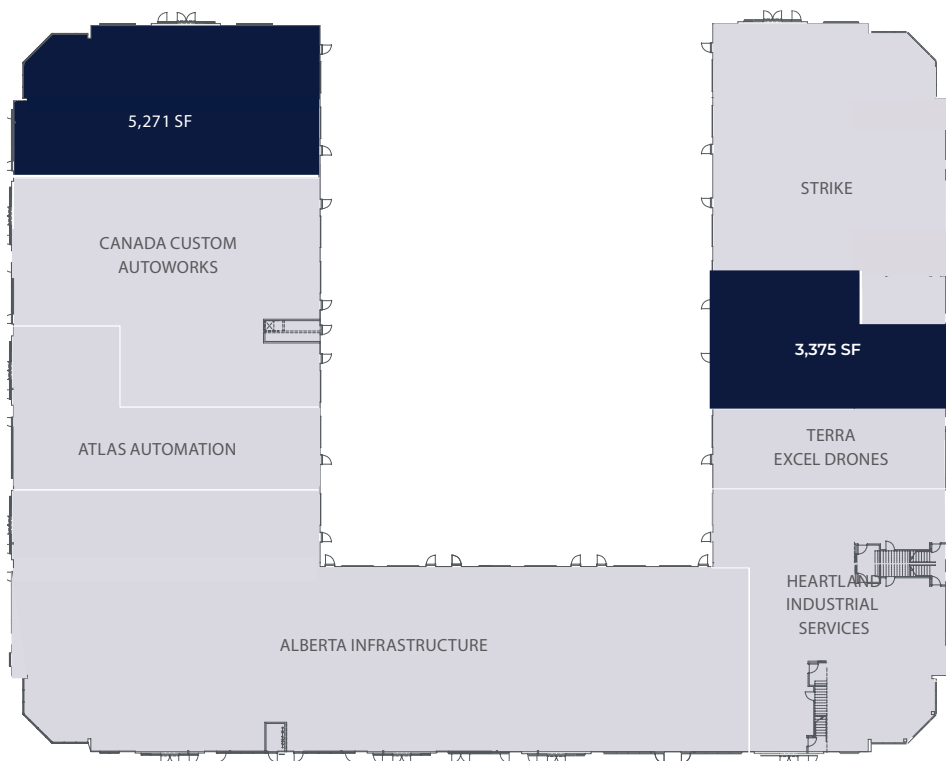 5,271 SF
STRIKE
CANADA CUSTOM
AUTOWORKS
3,375 SF
ATLAS AUTOMATION
TERRA
EXCEL DRONES
HEARTLAND
INDUSTRIAL
SERVICES
ALBERTA INFRASTRUCTURE